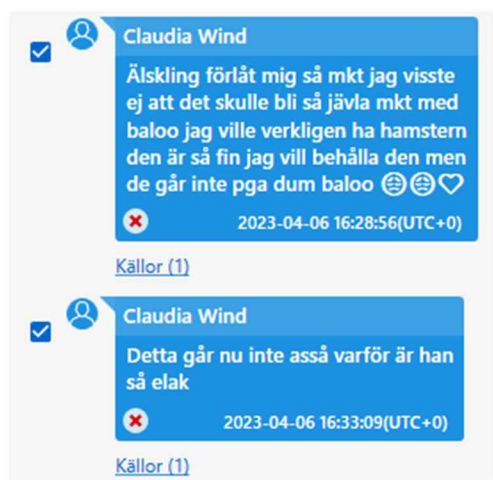 Claudia Wind
Älskling förlåt mig så mkt jag visste
ej att det skulle bli så jävla mkt med
baloo jag ville verkligen ha hamstern
den är så fin jag vill behålla den men
de går inte pga dum baloo 😔😔🤍
2023-04-06 16:28:56(UTC+0)
Källor (1)
Claudia Wind
Detta går nu inte asså varför är han
så elak
2023-04-06 16:33:09(UTC+0)
Källor (1)